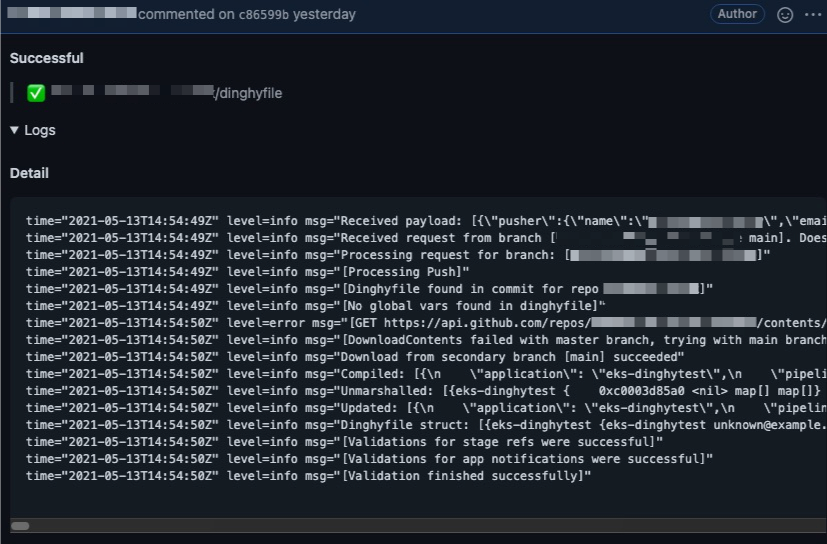 commented on c86599b yesterday
Author
Successful
/dinghyfile
Logs
Detail
time="2021-05-13T14:54:49Z" level=info msg="Received payload: [{\"pusher\":{\"name\":\" \",\"emai
time="2021-05-13T14:54:49Z" level=info msg="Received request from branch [ main]. Does
time="2021-05-13T14:54:49Z" level=info msg="Processing request for branch: [ ]"
time="2021-05-13T14:54:49Z" level=info msg="[Processing Push]"
time="2021-05-13T14:54:49Z" level=info msg="[Dinghyfile found in commit for repo ]"
time="2021-05-13T14:54:49Z" level=info msg="[No global vars found in dinghyfile]"
time="2021-05-13T14:54:50Z" level=error msg="[GET https://api.github.com/repos/ /contents/
time="2021-05-13T14:54:50Z" level=info msg="[DownloadContents failed with master branch, trying with main branch
time="2021-05-13T14:54:50Z" level=info msg="Download from secondary branch [main] succeeded"
time="2021-05-13T14:54:50Z" level=info msg="Compiled: [{\n    \"application\": \"eks-dinghytest\",\n    \"pipeli
time="2021-05-13T14:54:50Z" level=info msg="Unmarshalled: [{eks-dinghytest {    0xc0003d85a0 <nil> map[] map[]}
time="2021-05-13T14:54:50Z" level=info msg="Updated: [{\n    \"application\": \"eks-dinghytest\",\n    \"pipelin
time="2021-05-13T14:54:50Z" level=info msg="Dinghyfile struct: [{eks-dinghytest {eks-dinghytest unknown@example.
time="2021-05-13T14:54:50Z" level=info msg="[Validations for stage refs were successful]"
time="2021-05-13T14:54:50Z" level=info msg="[Validations for app notifications were successful]"
time="2021-05-13T14:54:50Z" level=info msg="[Validation finished successfully]"